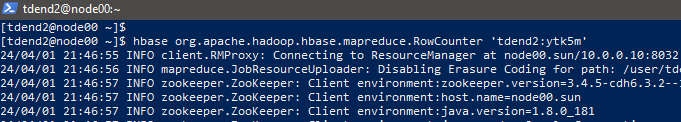 tdend2@node00:~
[tdend2@node00 ~]$
[tdend2@node00 ~]$ hbase org.apache.hadoop.hbase.mapreduce.RowCounter 'tdend2:ytk5m'
24/04/01 21:46:55 INFO client.RMProxy: Connecting to ResourceManager at node00.sun/10.0.0.10:8032
24/04/01 21:46:56 INFO mapreduce.JobResourceUploader: Disabling Erasure Coding for path: /user/tde
24/04/01 21:46:57 INFO zookeeper.ZooKeeper: Client environment:zookeeper.version=3.4.5-cdh6.3.2--
24/04/01 21:46:57 INFO zookeeper.ZooKeeper: Client environment:host.name=node00.sun
24/04/01 21:46:57 INFO zookeeper.ZooKeeper: Client environment:java.version=1.8.0_181